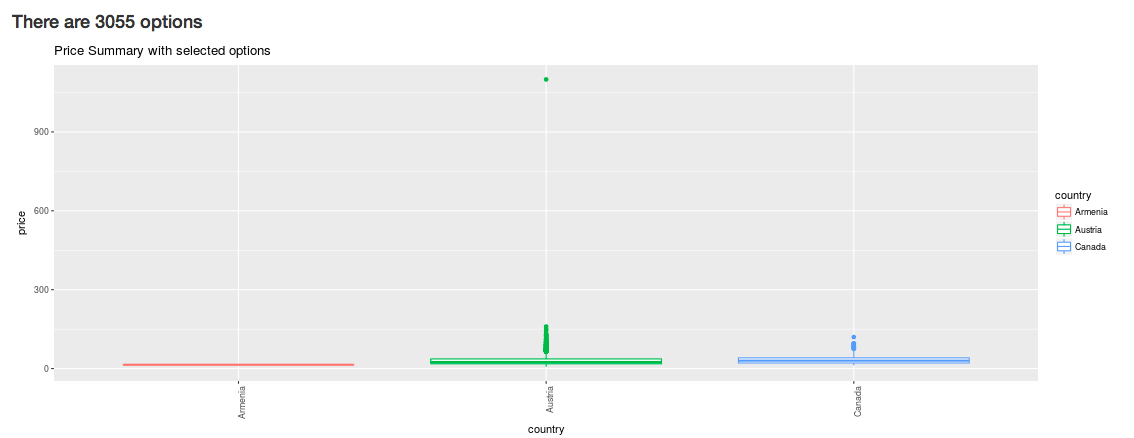 There are 3055 options
Price Summary with selected options
900
600
300
0
price
Armenia
Austria
Canada
country
country
Armenia
Austria
Canada